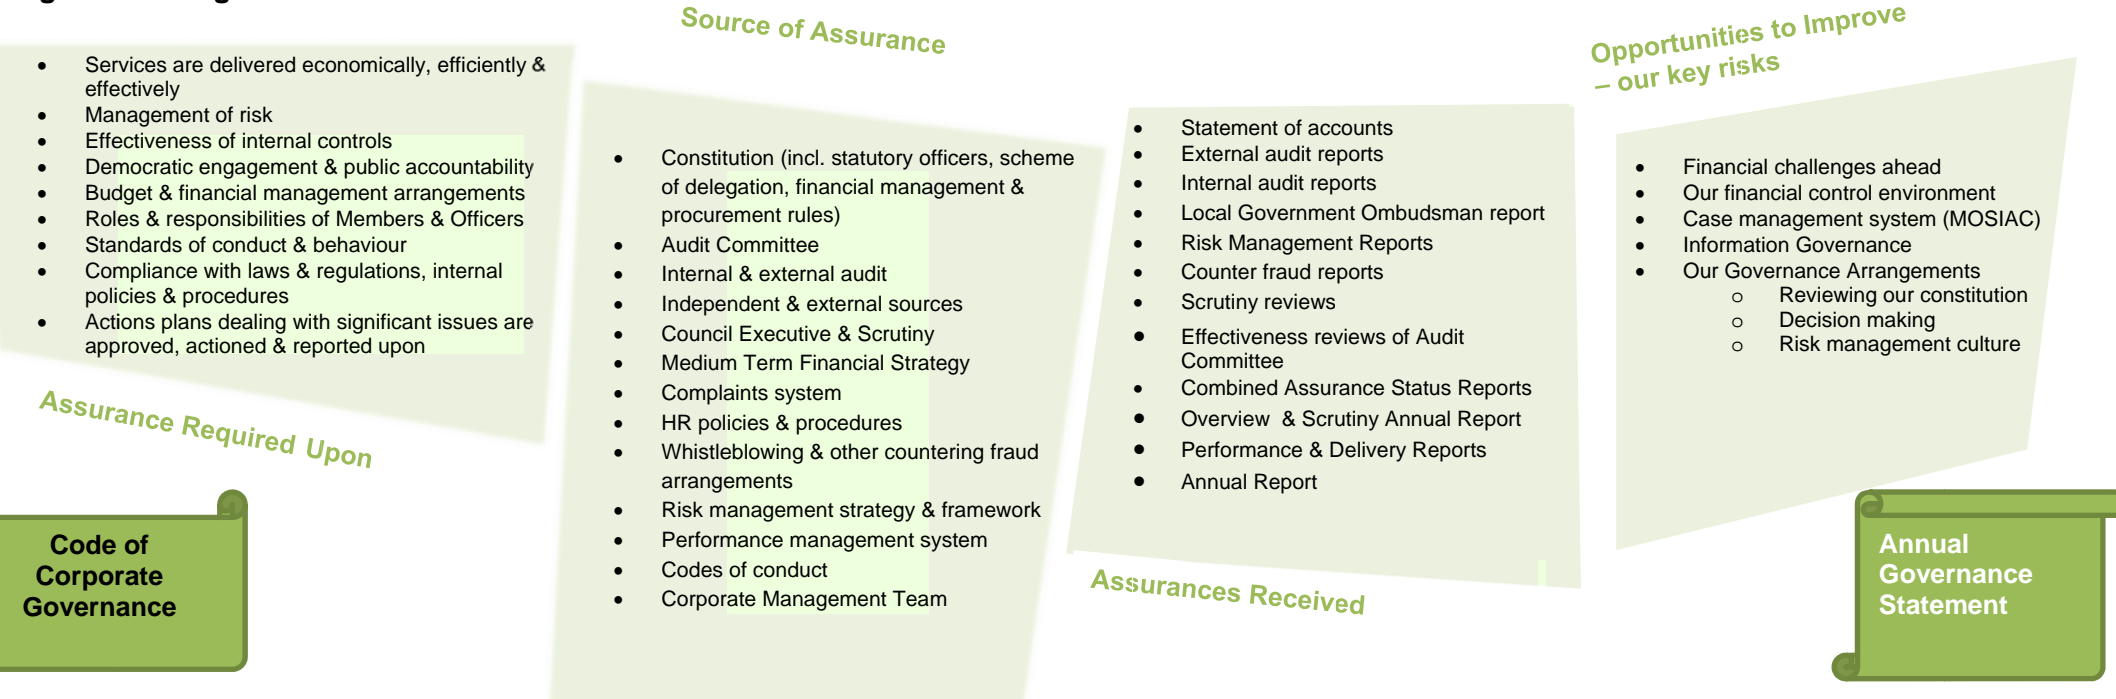 Source of Assurance
Opportunities to Improve
– our key risks
• Services are delivered economically, efficiently &
effectively
• Management of risk
• Effectiveness of internal controls
• Democratic engagement & public accountability
• Budget & financial management arrangements
• Roles & responsibilities of Members & Officers
• Standards of conduct & behaviour
• Compliance with laws & regulations, internal
policies & procedures
• Actions plans dealing with significant issues are
approved, actioned & reported upon
Assurance Required Upon
Code of
Corporate
Governance
• Constitution (incl. statutory officers, scheme
of delegation, financial management &
procurement rules)
• Audit Committee
• Internal & external audit
• Independent & external sources
• Council Executive & Scrutiny
• Medium Term Financial Strategy
• Complaints system
• HR policies & procedures
• Whistleblowing & other countering fraud
arrangements
• Risk management strategy & framework
• Performance management system
• Codes of conduct
• Corporate Management Team
• Statement of accounts
• External audit reports
• Internal audit reports
• Local Government Ombudsman report
• Risk Management Reports
• Counter fraud reports
• Scrutiny reviews
• Effectiveness reviews of Audit
Committee
• Combined Assurance Status Reports
• Overview & Scrutiny Annual Report
• Performance & Delivery Reports
• Annual Report
Assurances Received
• Financial challenges ahead
• Our financial control environment
• Case management system (MOSIAC)
• Information Governance
• Our Governance Arrangements
o Reviewing our constitution
o Decision making
o Risk management culture
Annual
Governance
Statement